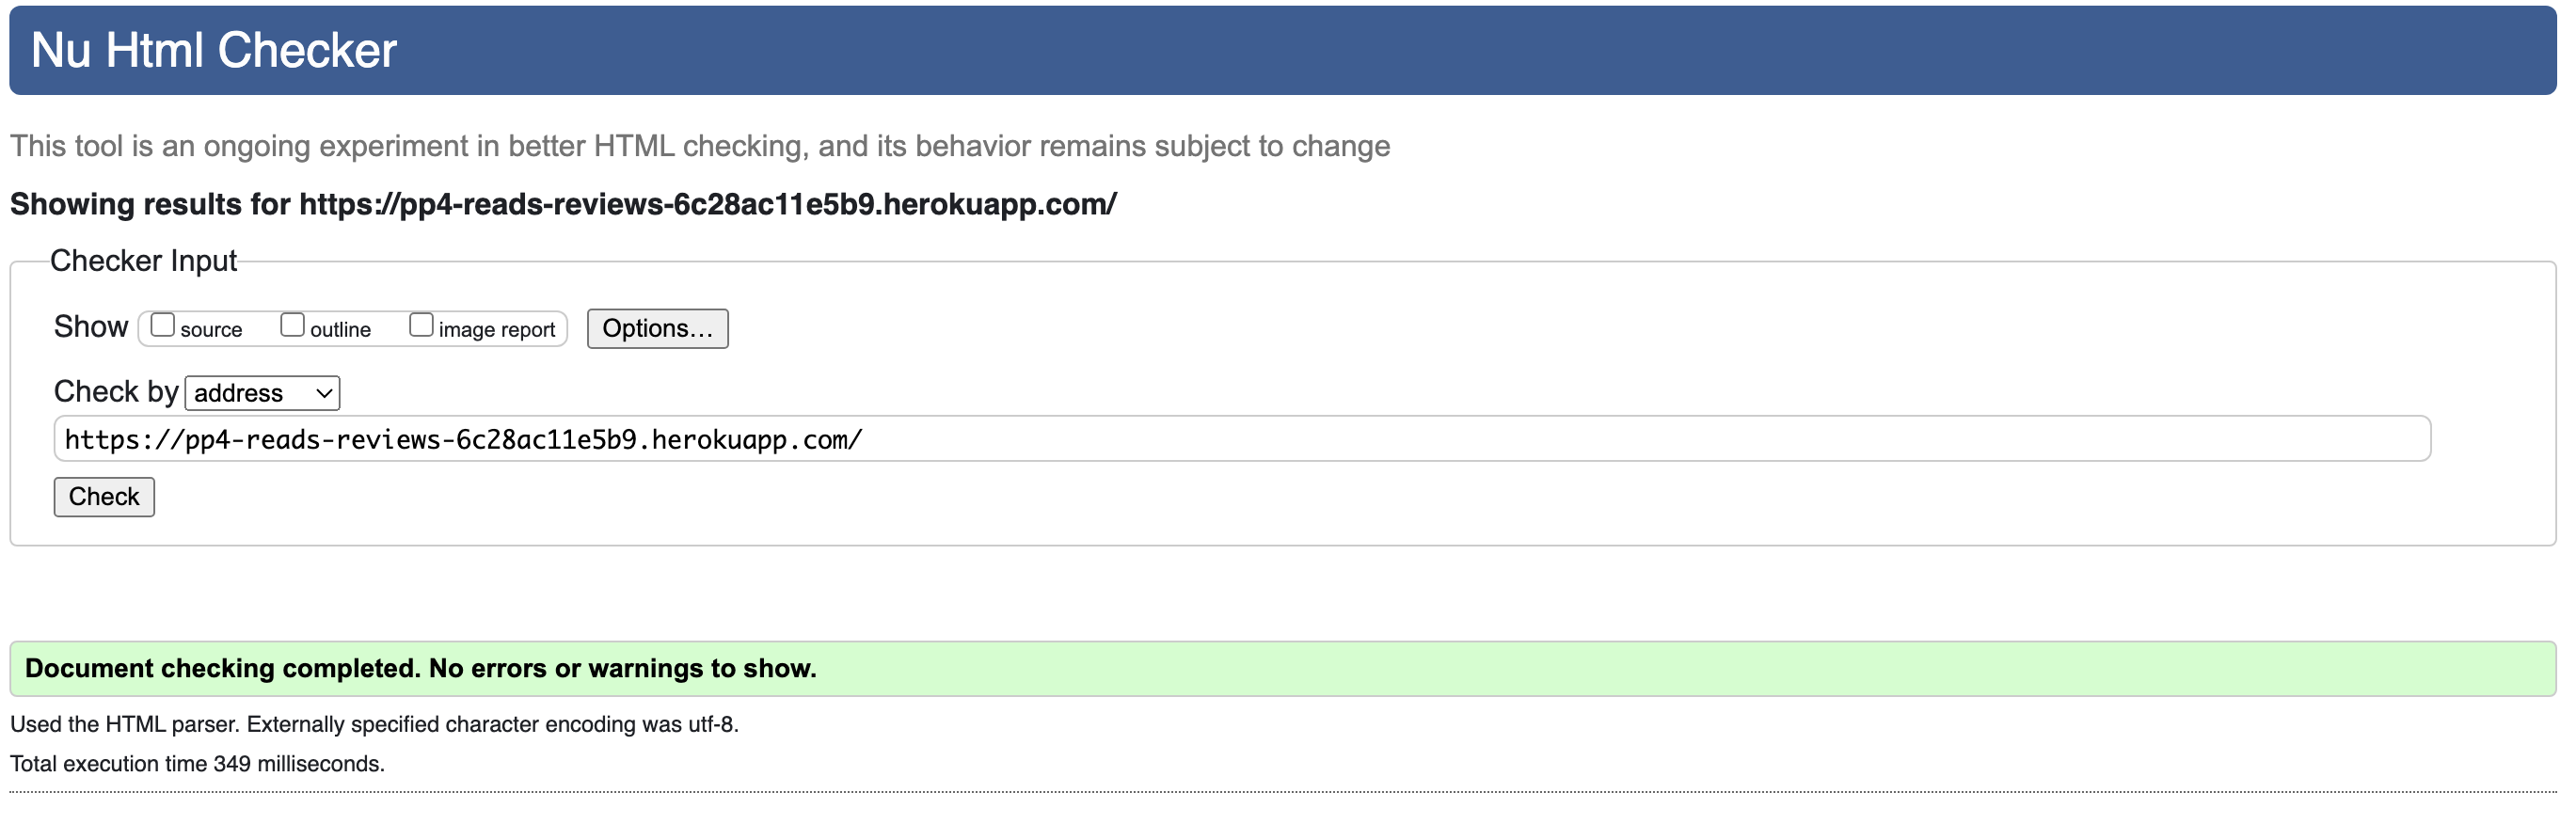 Nu Html Checker
This tool is an ongoing experiment in better HTML checking, and its behavior remains subject to change
Showing results for https://pp4-reads-reviews-6c28ac11e5b9.herokuapp.com/
Checker Input
Show source outline image report Options...
Check by address
https://pp4-reads-reviews-6c28ac11e5b9.herokuapp.com/
Check
Document checking completed. No errors or warnings to show.
Used the HTML parser. Externally specified character encoding was utf-8.
Total execution time 349 milliseconds.